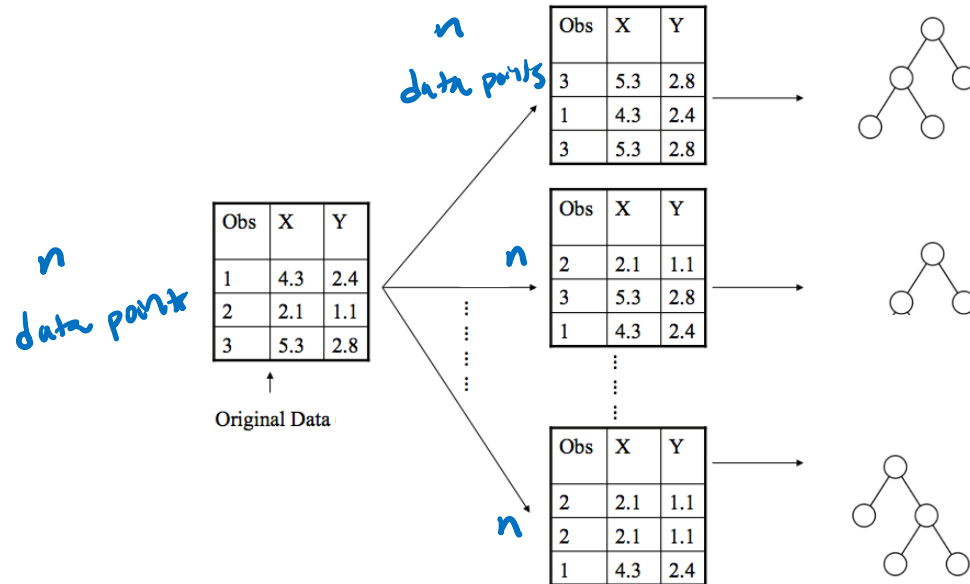 n
data points
Obs X Y
3 5.3 2.8
1 4.3 2.4
3 5.3 2.8
n
data points
Obs X Y
1 4.3 2.4
2 2.1 1.1
3 5.3 2.8
Original Data
n
Obs X Y
2 2.1 1.1
3 5.3 2.8
1 4.3 2.4
n
Obs X Y
2 2.1 1.1
2 2.1 1.1
1 4.3 2.4